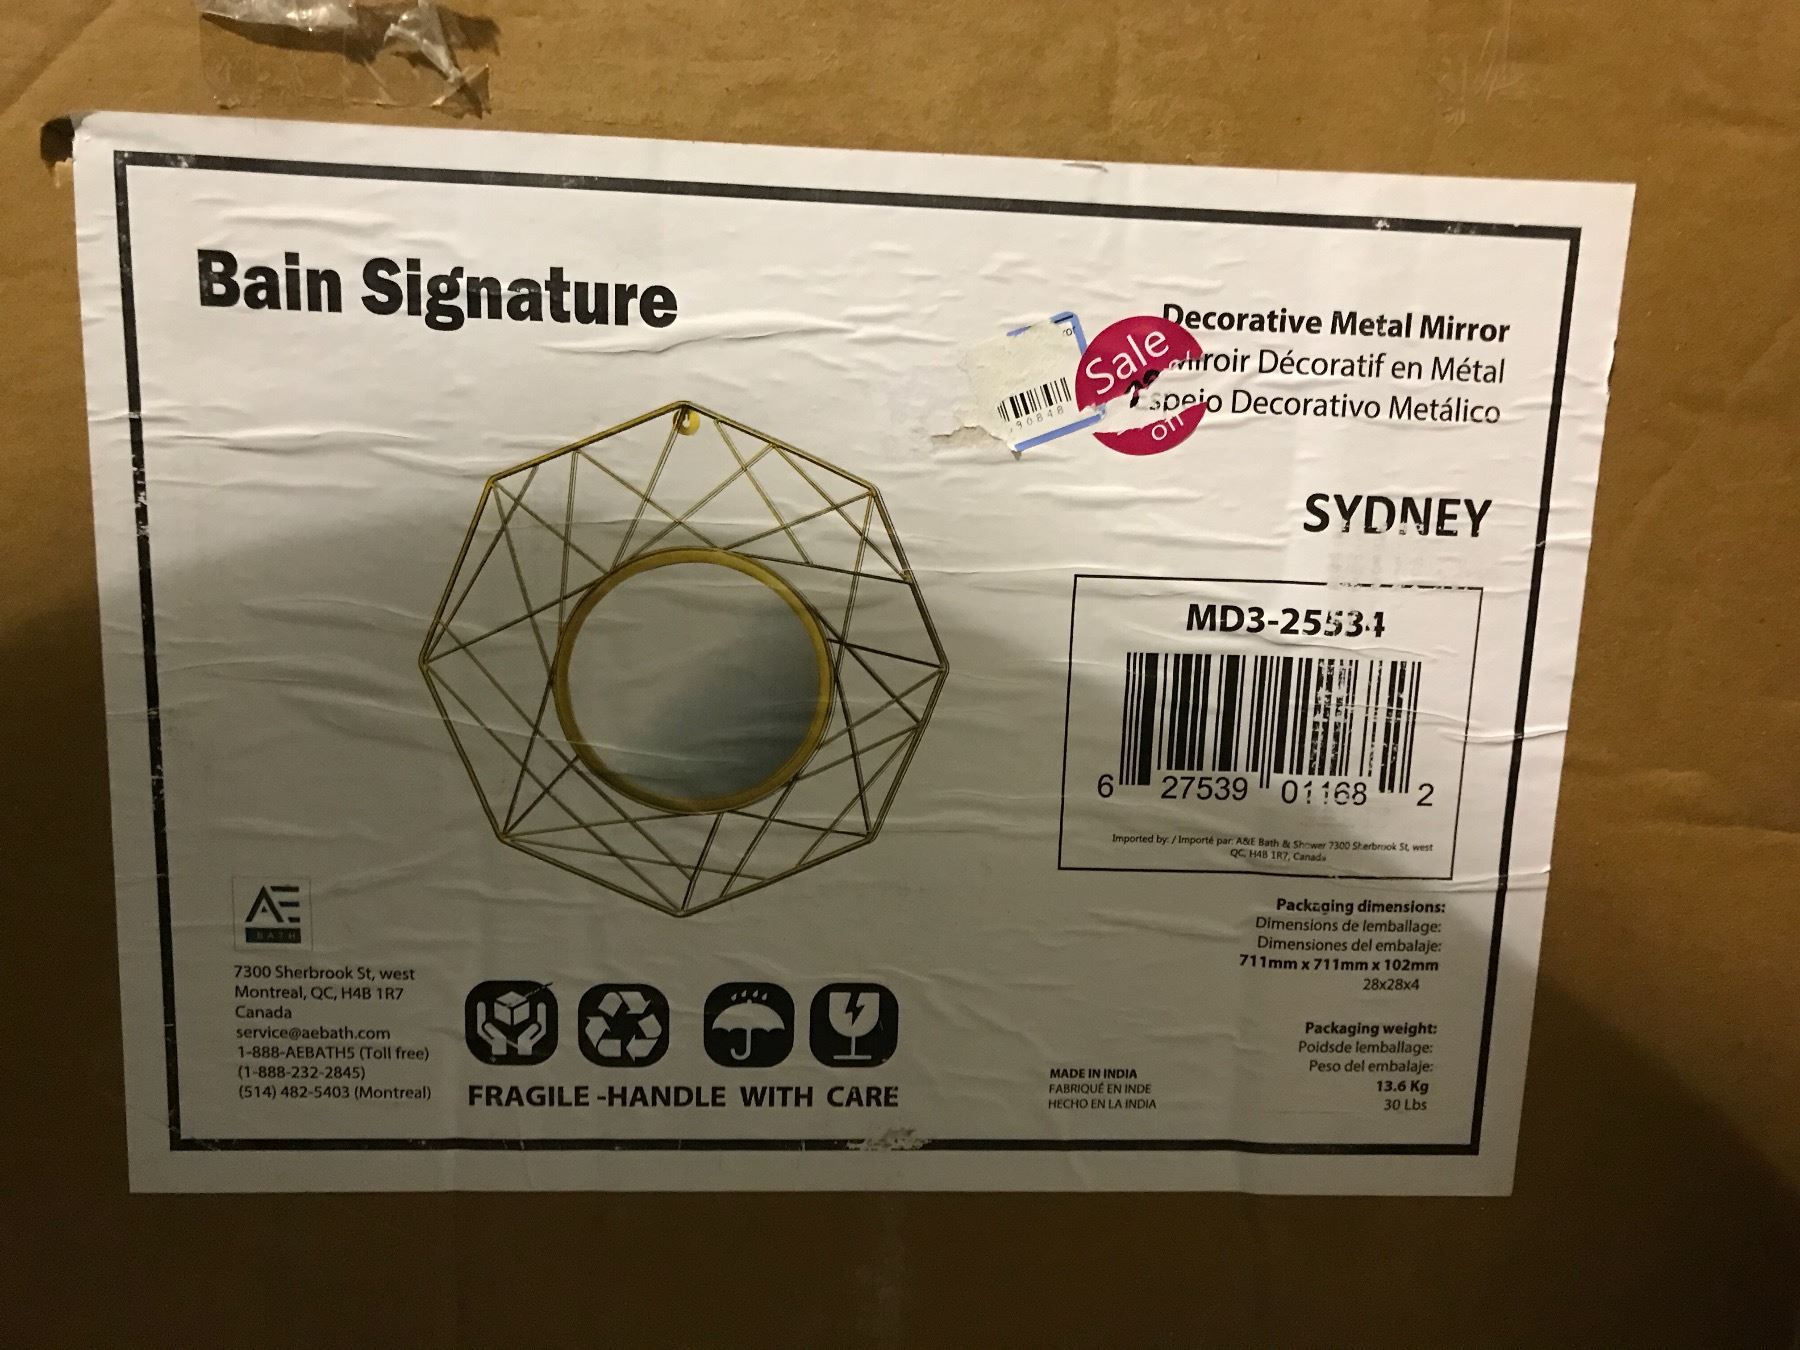 Bain Signature
Sale
off
90848
Decorative Metal Mirror
Miroir Décoratif en Métal
Espejo Decorativo Metálico
SYDNEY
MD3-25534
6 27539 01168 2
Imported by: / Importé par: A&E Bath & Shower 7300 Sherbrook St, west
QC, H4B 1R7, Canada
Packaging dimensions:
Dimensions de lemballage:
Dimensiones del embalaje:
711mm x 711mm x 102mm
28x28x4
Packaging weight:
Poidsde lemballage:
Peso del embalaje:
13.6 Kg
30 Lbs
AE
BATH
7300 Sherbrook St, west
Montreal, QC, H4B 1R7
Canada
service@aebath.com
1-888-AEBATHS (Toll free)
(1-888-232-2845)
(514) 482-5403 (Montreal)
FRAGILE -HANDLE WITH CARE
MADE IN INDIA
FABRIQUÉ EN INDE
HECHO EN LA INDIA